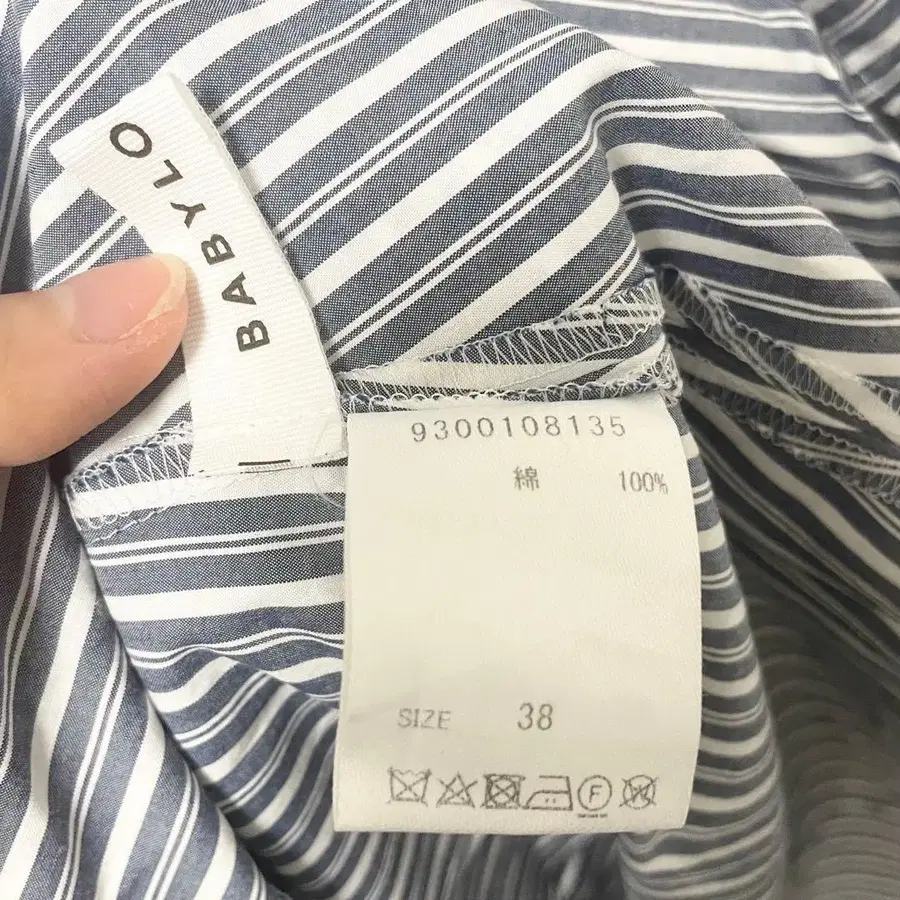 BABYLO
9300108135
綿 100%
SIZE 38
F